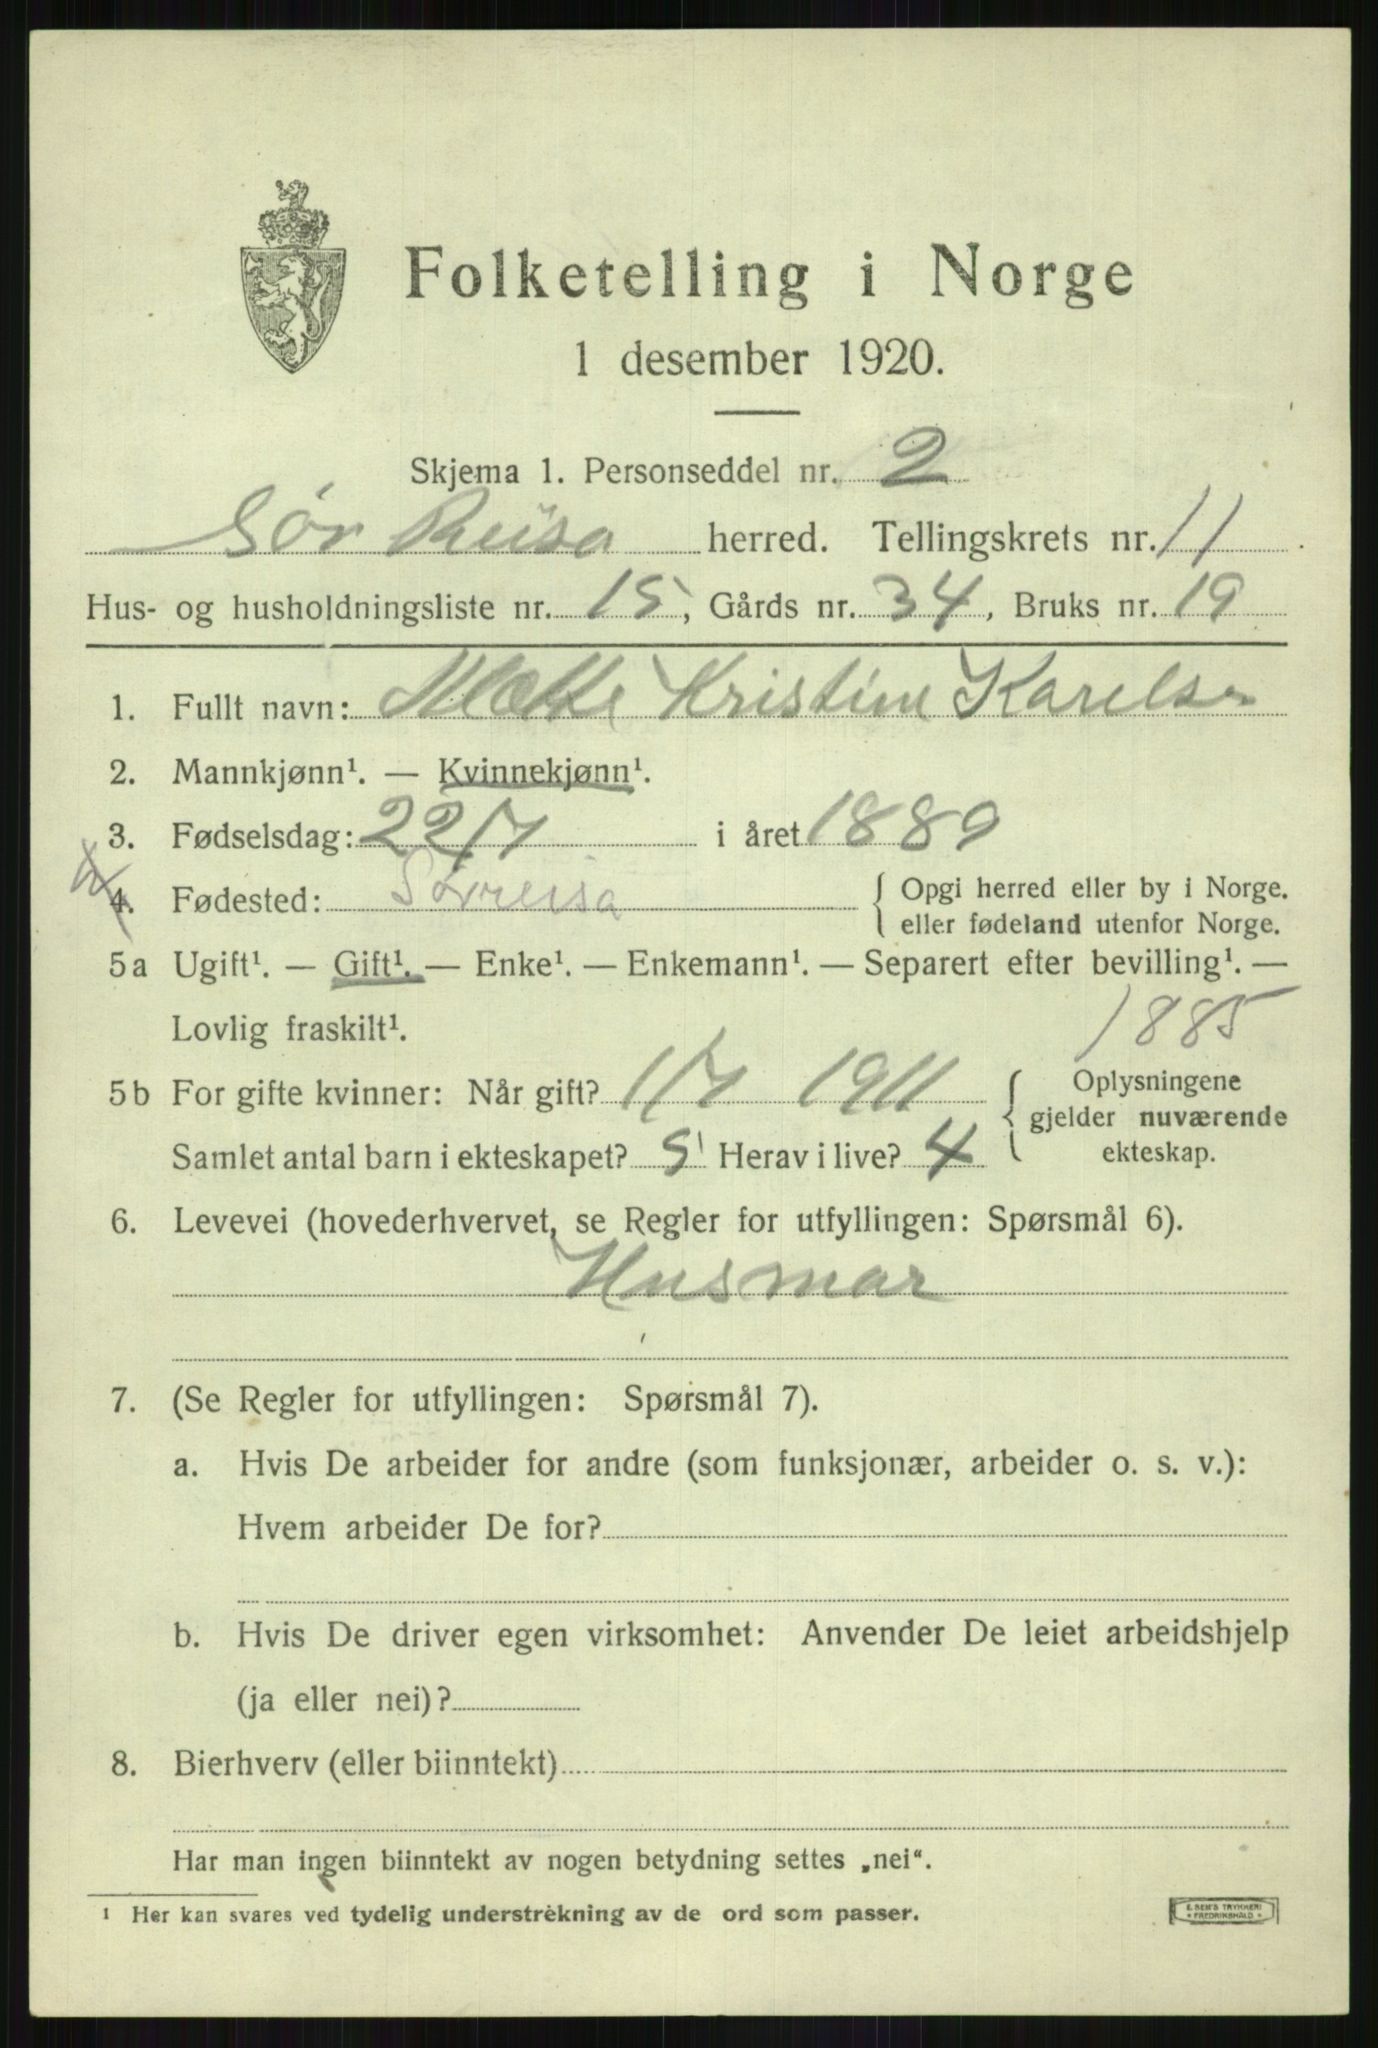 Folketelling i Norge
1 desember 1920.
Skjema 1. Personseddel nr. 2
Sør Reisa herred. Tellingskrets nr. 11
Hus- og husholdningsliste nr. 15, Gårds nr. 34, Bruks nr. 19
1. Fullt navn: Mette Kristine Karelsen
2. Mannkjønn¹. — Kvinnekjønn¹.
3. Fødselsdag: 22/7 i året 1889
4. Fødested: Sørreisa { Opgi herred eller by i Norge.
eller fødeland utenfor Norge.
5a Ugift¹. — Gift¹. — Enke¹. — Enkemann¹. — Separert efter bevilling¹. —
Lovlig fraskilt¹. 1885
5b For gifte kvinner: Når gift? 1/7 1911 { Oplysningene
gjelder nuværende
Samlet antal barn i ekteskapet? 5 Herav i live? 4 ekteskap.
6. Levevei (hovederhvervet, se Regler for utfyllingen: Spørsmål 6).
Husmor
7. (Se Regler for utfyllingen: Spørsmål 7).
a. Hvis De arbeider for andre (som funksjonær, arbeider o. s. v.):
Hvem arbeider De for?
b. Hvis De driver egen virksomhet: Anvender De leiet arbeidshjelp
(ja eller nei)?
8. Bierhverv (eller biinntekt)
Har man ingen biinntekt av nogen betydning settes „nei“.
¹ Her kan svares ved tydelig understrekning av de ord som passer.
E. SEM'S TRYKKERI
• FREDRIKSHALD •